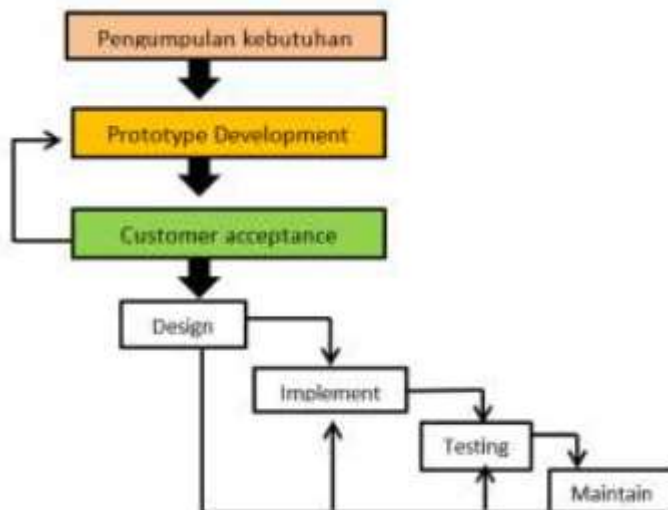 Pengumpulan kebutuhan
Prototype Development
Customer acceptance
Design
Implement
Testing
Maintain